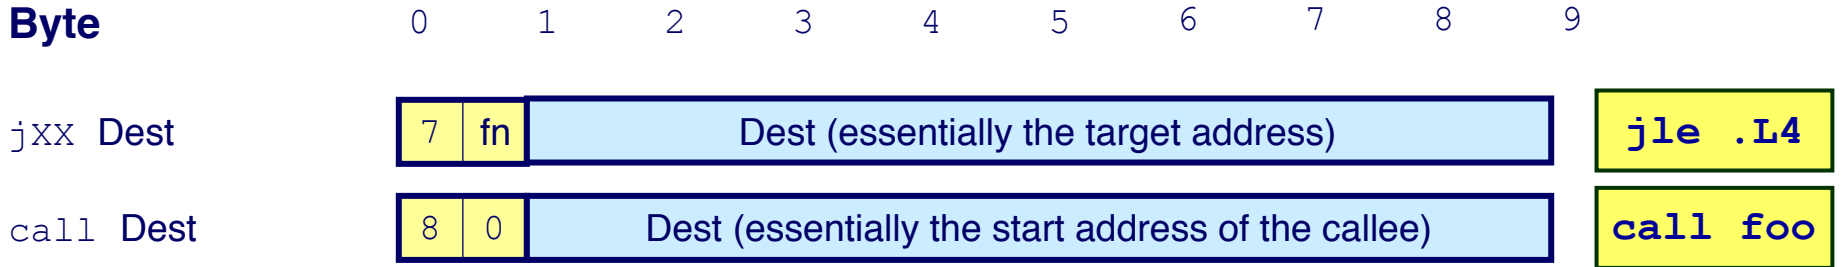 Byte 0 1 2 3 4 5 6 7 8 9
jXX Dest 7 fn Dest (essentially the target address) jle .L4
call Dest 8 0 Dest (essentially the start address of the callee) call foo